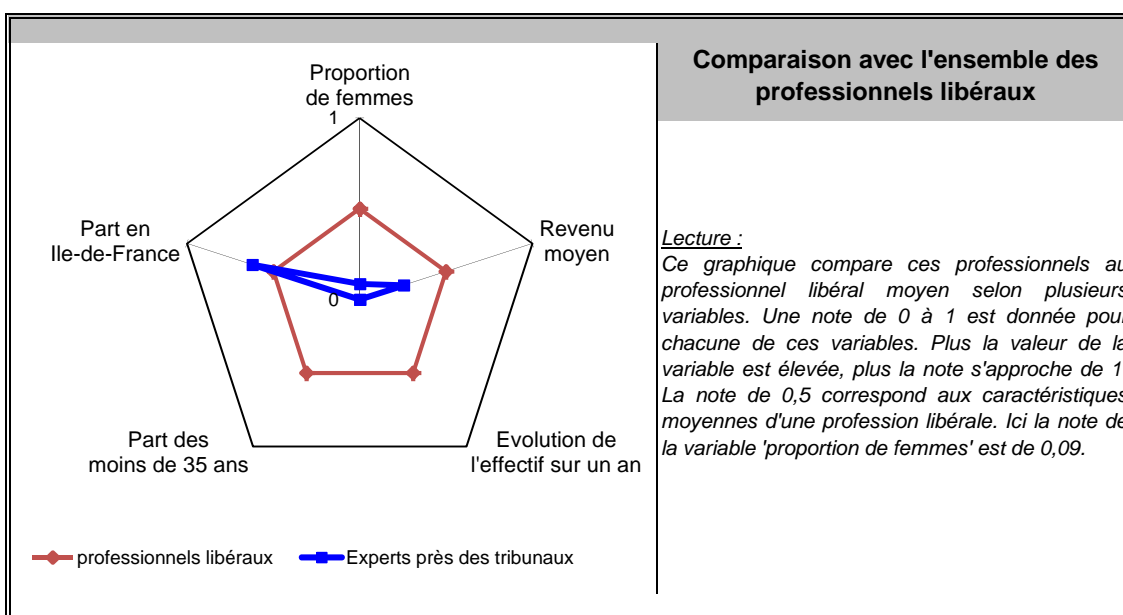 Comparaison avec l'ensemble des
professionnels libéraux
Proportion
de femmes
1
Part en
Ile-de-France
Revenu
moyen
0
Part des
moins de 35 ans
Evolution de
l'effectif sur un an
professionnels libéraux
Experts près des tribunaux
Lecture :
Ce graphique compare ces professionnels au
professionnel libéral moyen selon plusieurs
variables. Une note de 0 à 1 est donnée pour
chacune de ces variables. Plus la valeur de la
variable est élevée, plus la note s'approche de 1
La note de 0,5 correspond aux caractéristiques
moyennes d'une profession libérale. Ici la note de
la variable 'proportion de femmes' est de 0,09.